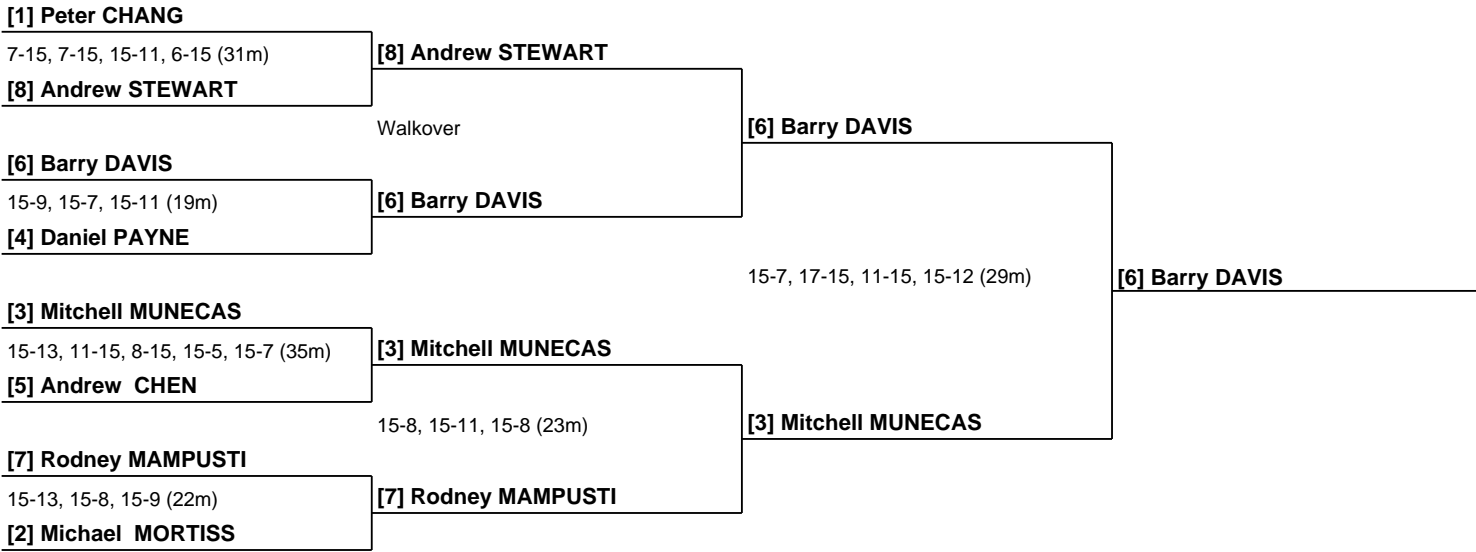 [1] Peter CHANG
7-15, 7-15, 15-11, 6-15 (31m)
[8] Andrew STEWART
[8] Andrew STEWART
Walkover
[6] Barry DAVIS
[6] Barry DAVIS
15-9, 15-7, 15-11 (19m)
[6] Barry DAVIS
[4] Daniel PAYNE
15-7, 17-15, 11-15, 15-12 (29m)
[6] Barry DAVIS
[3] Mitchell MUNECAS
15-13, 11-15, 8-15, 15-5, 15-7 (35m)
[3] Mitchell MUNECAS
[5] Andrew  CHEN
15-8, 15-11, 15-8 (23m)
[3] Mitchell MUNECAS
[7] Rodney MAMPUSTI
15-13, 15-8, 15-9 (22m)
[7] Rodney MAMPUSTI
[2] Michael  MORTISS